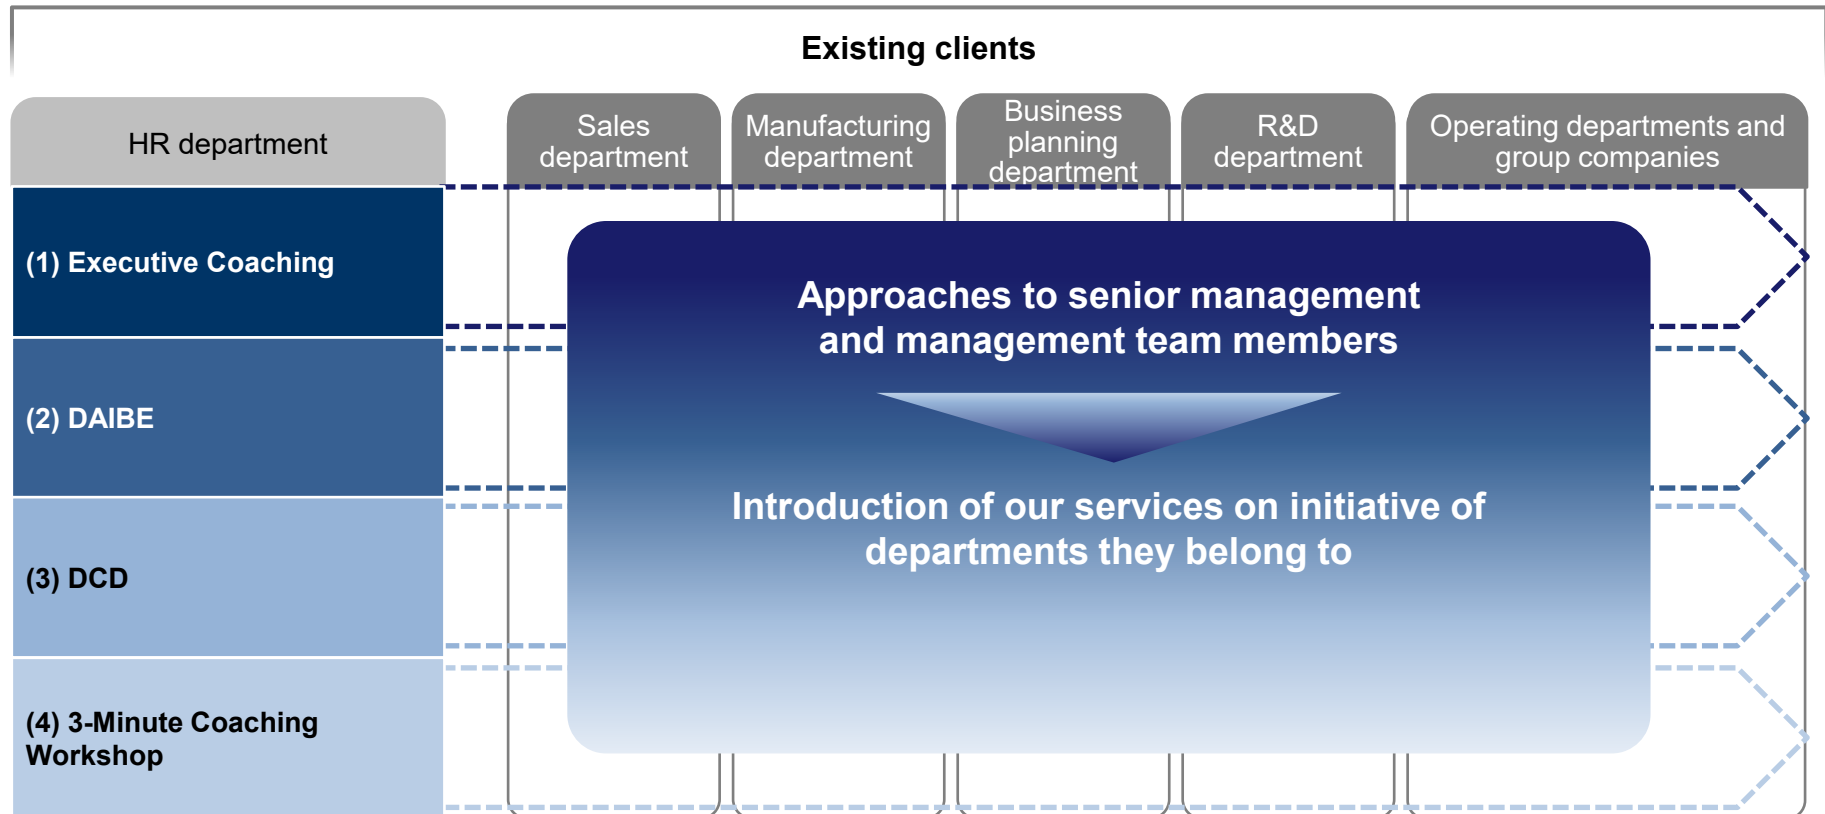 Existing clients
HR department
Sales
department
Manufacturing
department
Business
planning
department
R&D
department
Operating departments and
group companies
(1) Executive Coaching
(2) DAIBE
(3) DCD
(4) 3-Minute Coaching
Workshop
Approaches to senior management
and management team members
Introduction of our services on initiative of
departments they belong to